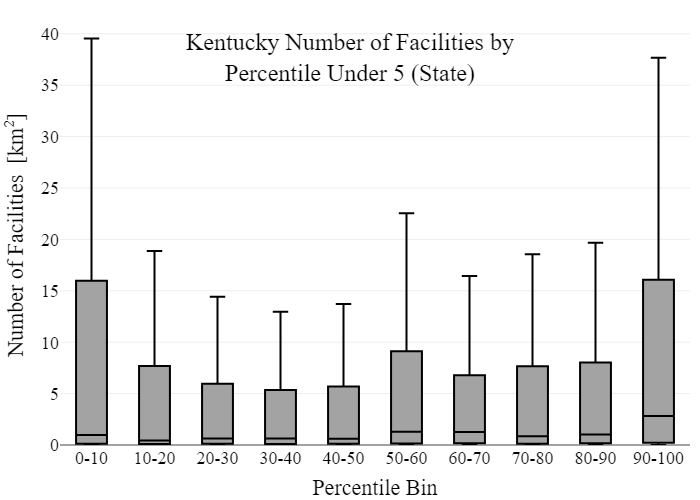 Kentucky Number of Facilities by
Percentile Under 5 (State)
Number of Facilities [km²]
40
35
30
25
20
15
10
5
0
0-10 10-20 20-30 30-40 40-50 50-60 60-70 70-80 80-90 90-100
Percentile Bin